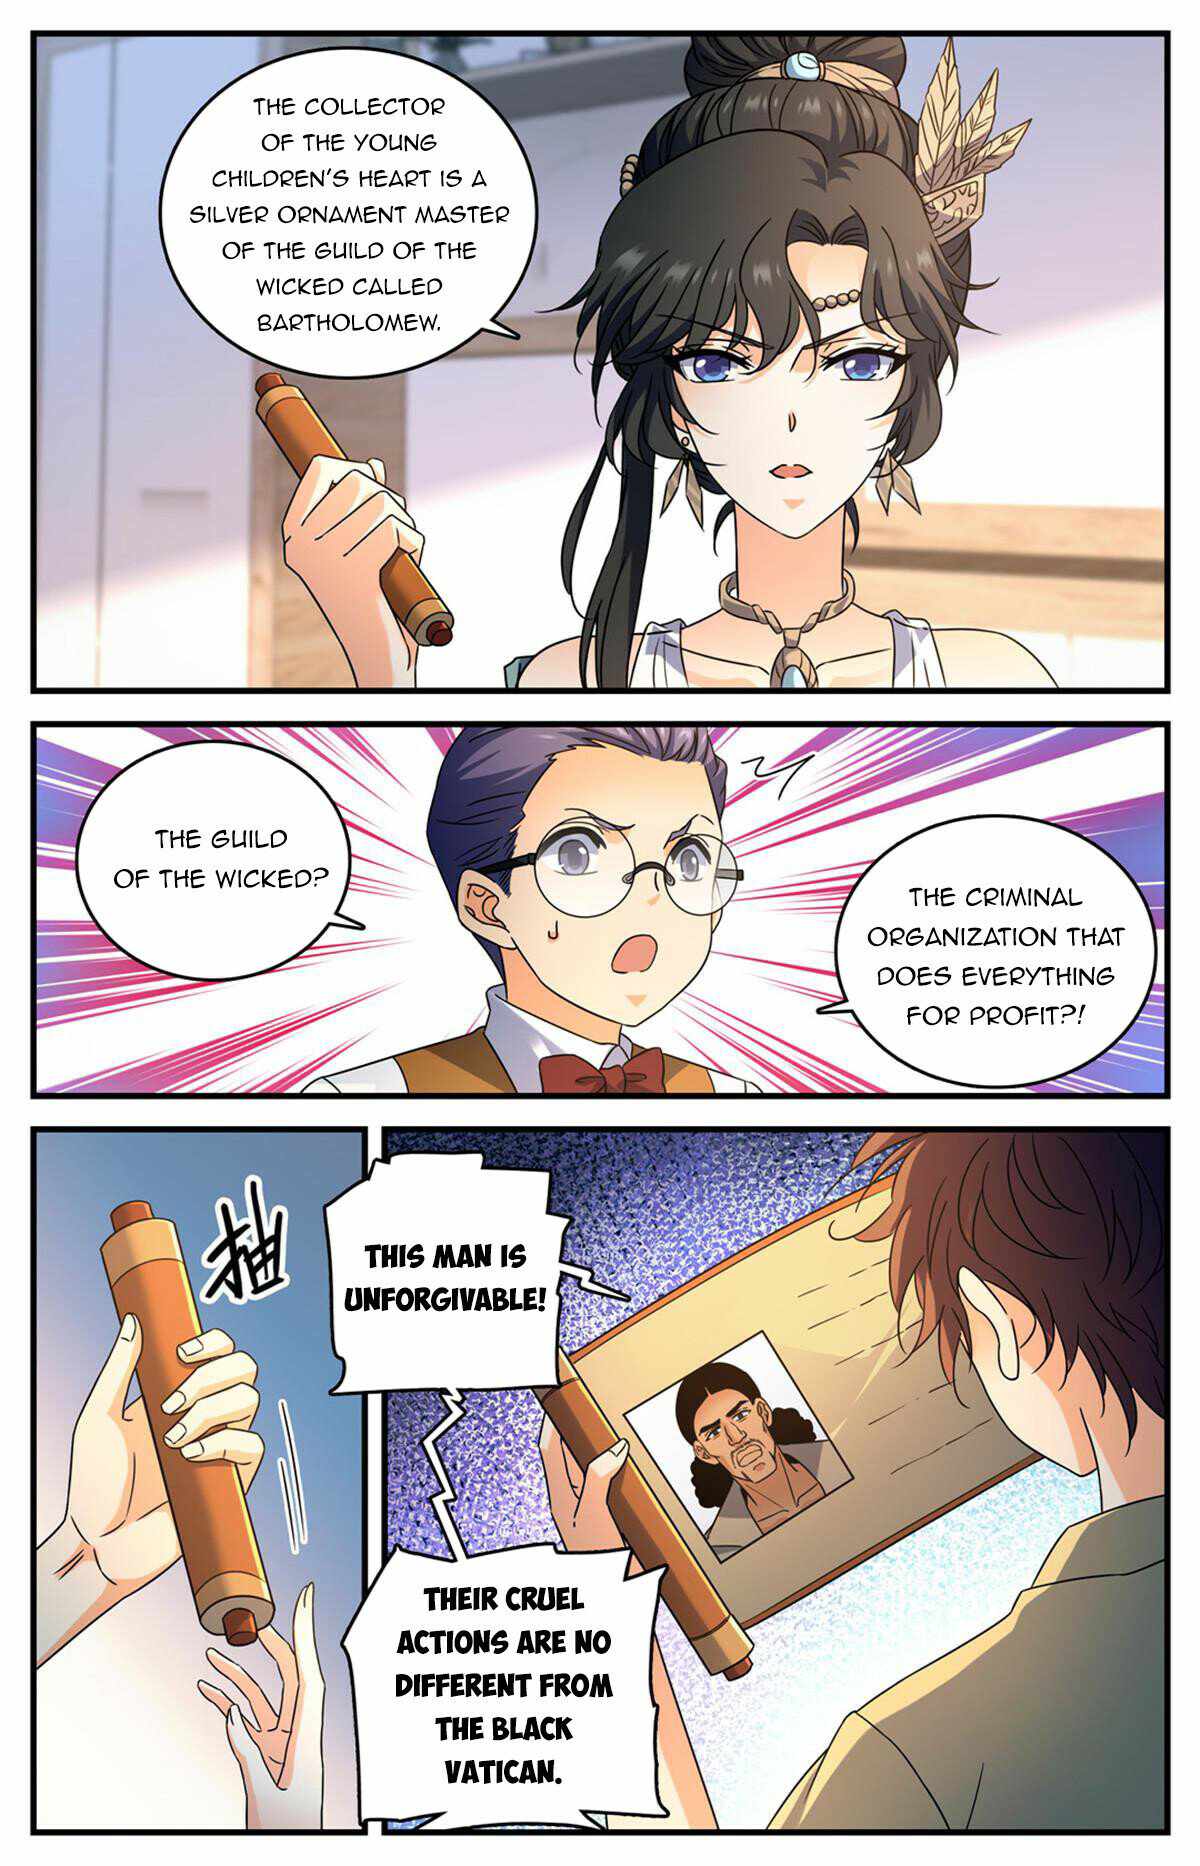 THE COLLECTOR
OF THE YOUNG
CHILDREN'S HEART IS A
SILVER ORNAMENT MASTER
OF THE GUILD OF THE
WICKED CALLED
BARTHOLOMEW.
THE GUILD
OF THE WICKED?
THE CRIMINAL
ORGANIZATION THAT
DOES EVERYTHING
FOR PROFIT?!
抽
THIS MAN IS
UNFORGIVABLE!
THEIR CRUEL
ACTIONS ARE NO
DIFFERENT FROM
THE BLACK
VATICAN.